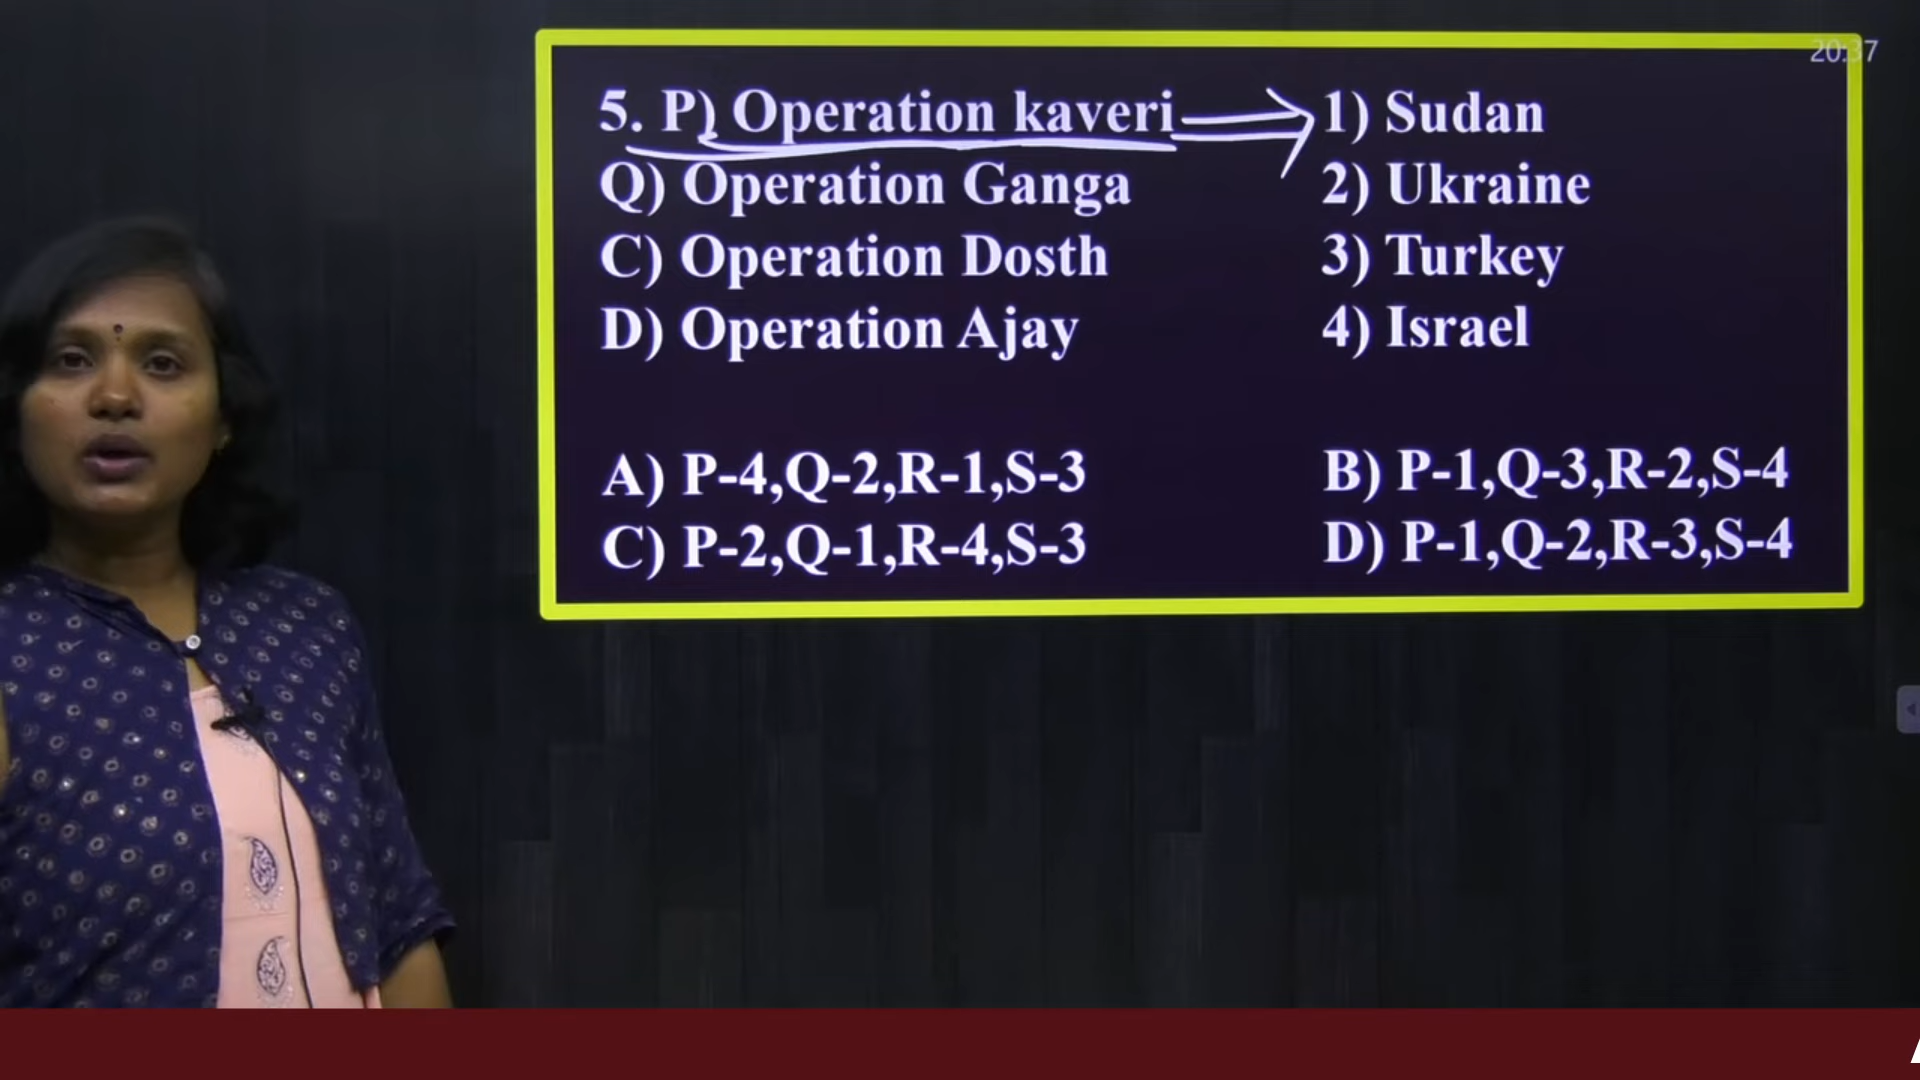 20:37
5. P) Operation kaveri 1) Sudan
Q) Operation Ganga 2) Ukraine
C) Operation Dosth 3) Turkey
D) Operation Ajay 4) Israel
A) P-4,Q-2,R-1,S-3 B) P-1,Q-3,R-2,S-4
C) P-2,Q-1,R-4,S-3 D) P-1,Q-2,R-3,S-4